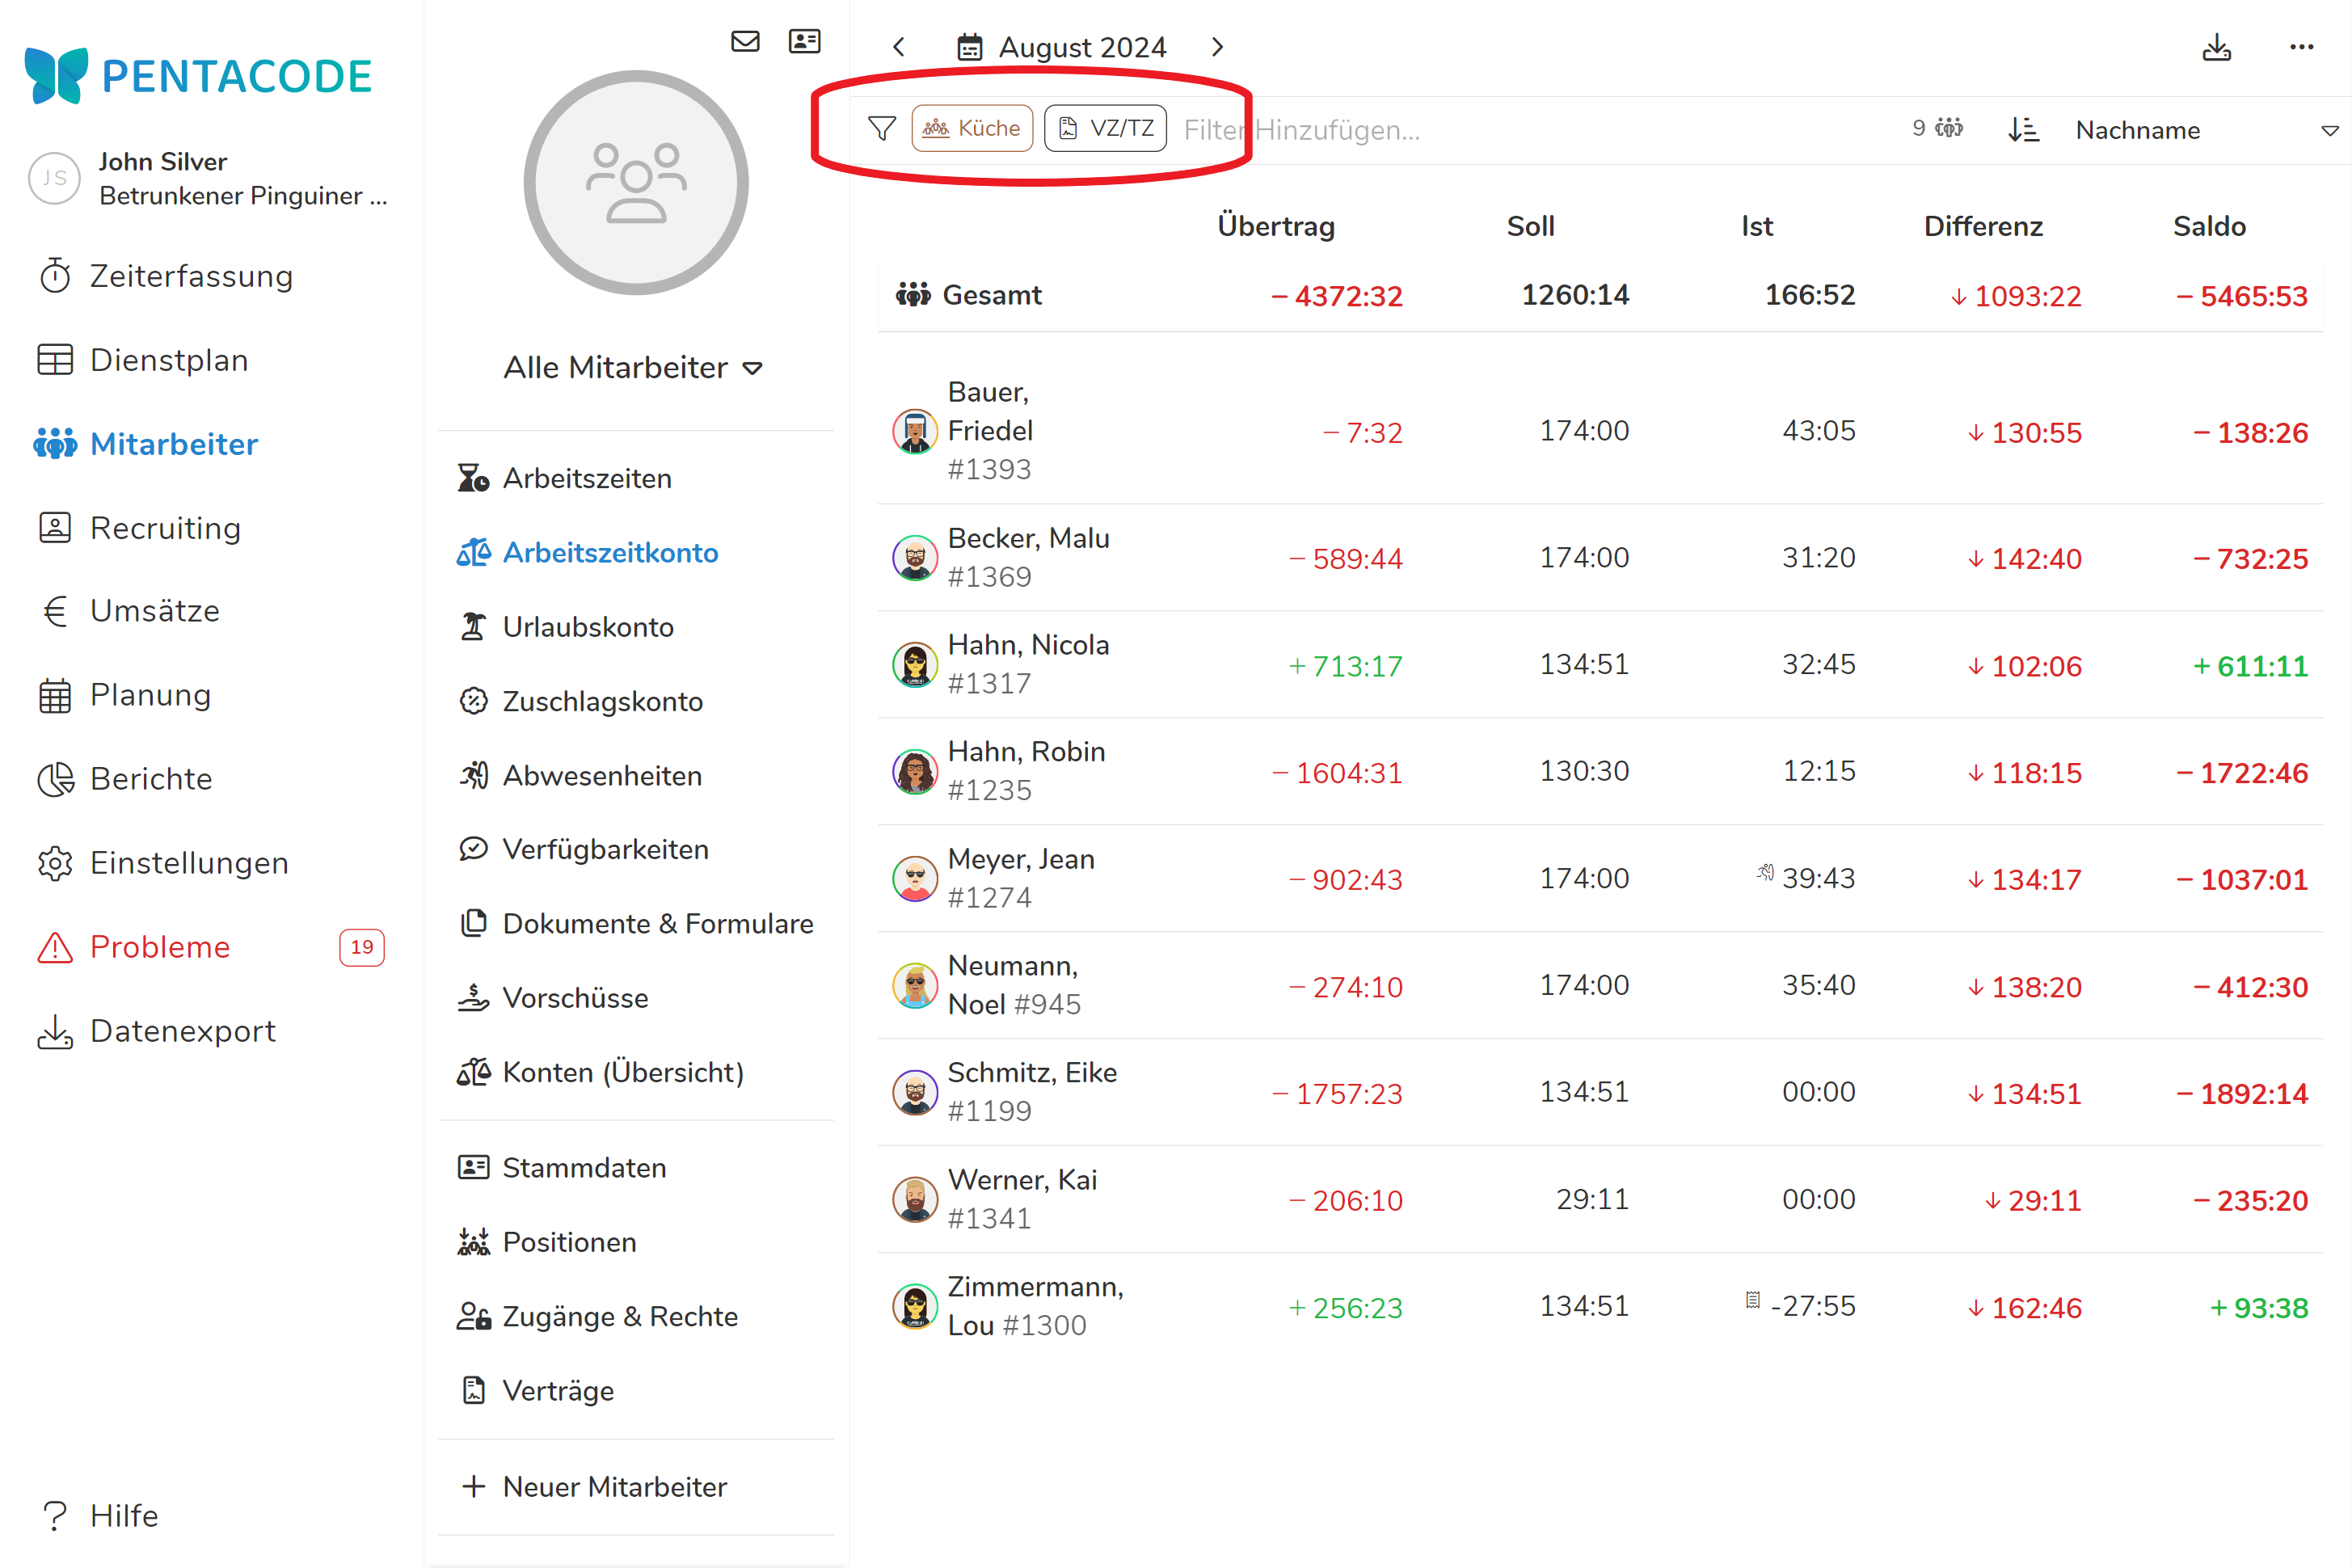 PENTACODE
JS
John Silver
Betrunkener Pinguiner ...
Zeiterfassung
Dienstplan
Mitarbeiter
Recruiting
Umsätze
Planung
Berichte
Einstellungen
Probleme 19
Datenexport
Hilfe
Alle Mitarbeiter
Arbeitszeiten
Arbeitszeitkonto
Urlaubskonto
Zuschlagskonto
Abwesenheiten
Verfügbarkeiten
Dokumente & Formulare
Vorschüsse
Konten (Übersicht)
Stammdaten
Positionen
Zugänge & Rechte
Verträge
+ Neuer Mitarbeiter
August 2024
Küche VZ/TZ Filter Hinzufügen... 9 Nachname
Übertrag Soll Ist Differenz Saldo
Gesamt − 4372:32 1260:14 166:52 ↓ 1093:22 − 5465:53
Bauer,
Friedel − 7:32 174:00 43:05 ↓ 130:55 − 138:26
#1393
Becker, Malu − 589:44 174:00 31:20 ↓ 142:40 − 732:25
#1369
Hahn, Nicola + 713:17 134:51 32:45 ↓ 102:06 + 611:11
#1317
Hahn, Robin − 1604:31 130:30 12:15 ↓ 118:15 − 1722:46
#1235
Meyer, Jean − 902:43 174:00 39:43 ↓ 134:17 − 1037:01
#1274
Neumann, − 274:10 174:00 35:40 ↓ 138:20 − 412:30
Noel #945
Schmitz, Eike − 1757:23 134:51 00:00 ↓ 134:51 − 1892:14
#1199
Werner, Kai − 206:10 29:11 00:00 ↓ 29:11 − 235:20
#1341
Zimmermann, + 256:23 134:51 -27:55 ↓ 162:46 + 93:38
Lou #1300